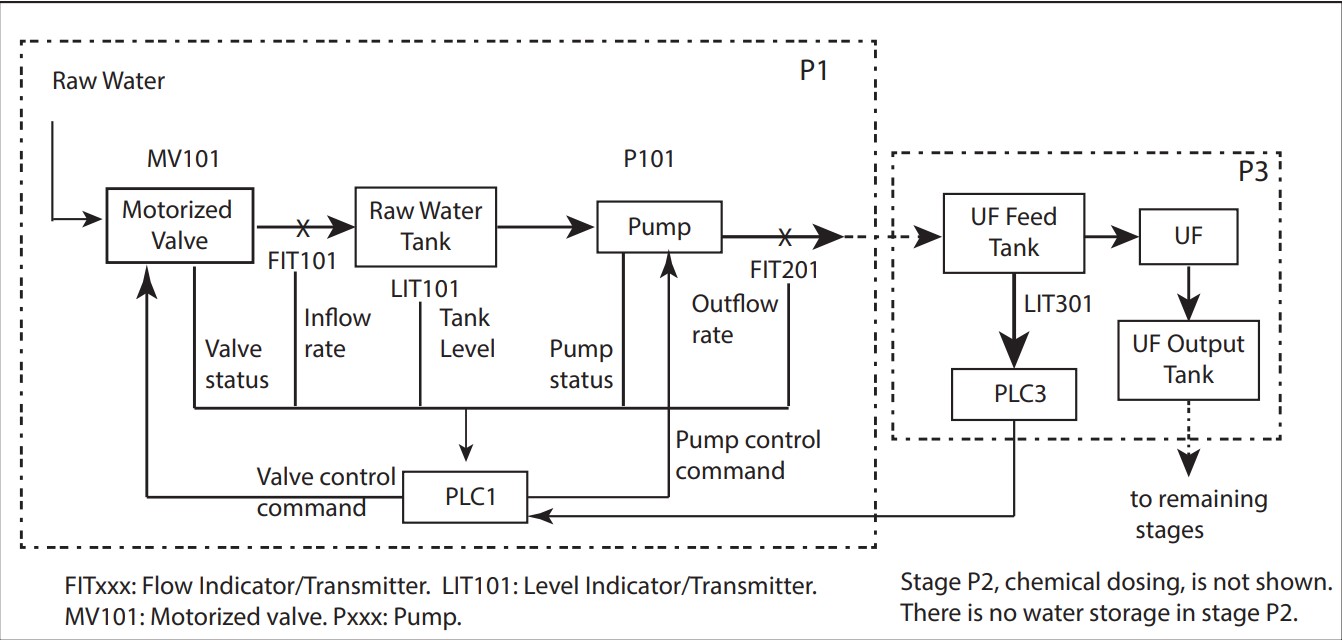 P1
Raw Water
MV101
P101
P3
Motorized
Valve
X
FIT101
Raw Water
Tank
LIT101
Pump
X
FIT201
UF Feed
Tank
UF
LIT301
Inflow
rate
Tank
Level
Outflow
rate
Valve
status
Pump
status
UF Output
Tank
PLC3
Pump control
command
Valve control
command
PLC1
to remaining
stages
FITxxx: Flow Indicator/Transmitter. LIT101: Level Indicator/Transmitter.
MV101: Motorized valve. Pxxx: Pump.
Stage P2, chemical dosing, is not shown.
There is no water storage in stage P2.